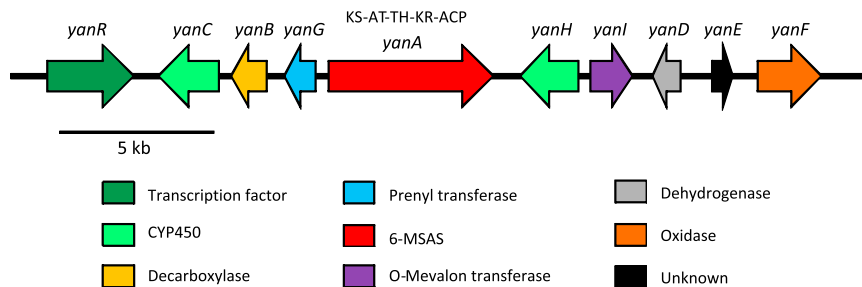 KS-AT-TH-KR-ACP
yanR yanC yanB yanG yanA yanH yanI yanD yanE yanF
5 kb
Transcription factor Prenyl transferase Dehydrogenase
CYP450 6-MSAS Oxidase
Decarboxylase O-Mevalon transferase Unknown